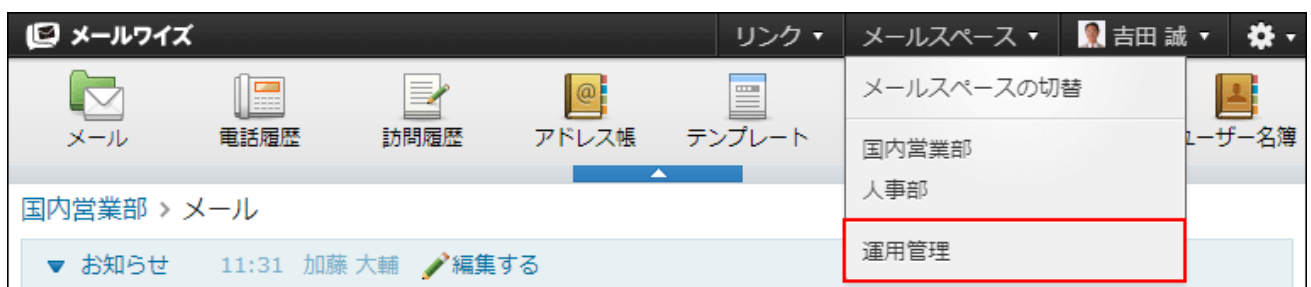 メールワイズ リンク▼ メールスペース▼ 吉田 誠▼
メールスペースの切替
メール 電話履歴 訪問履歴 アドレス帳 テンプレート ーザー名簿
国内営業部
人事部
国内営業部 > メール
運用管理
▼ お知らせ 11:31 加藤 大輔 編集する